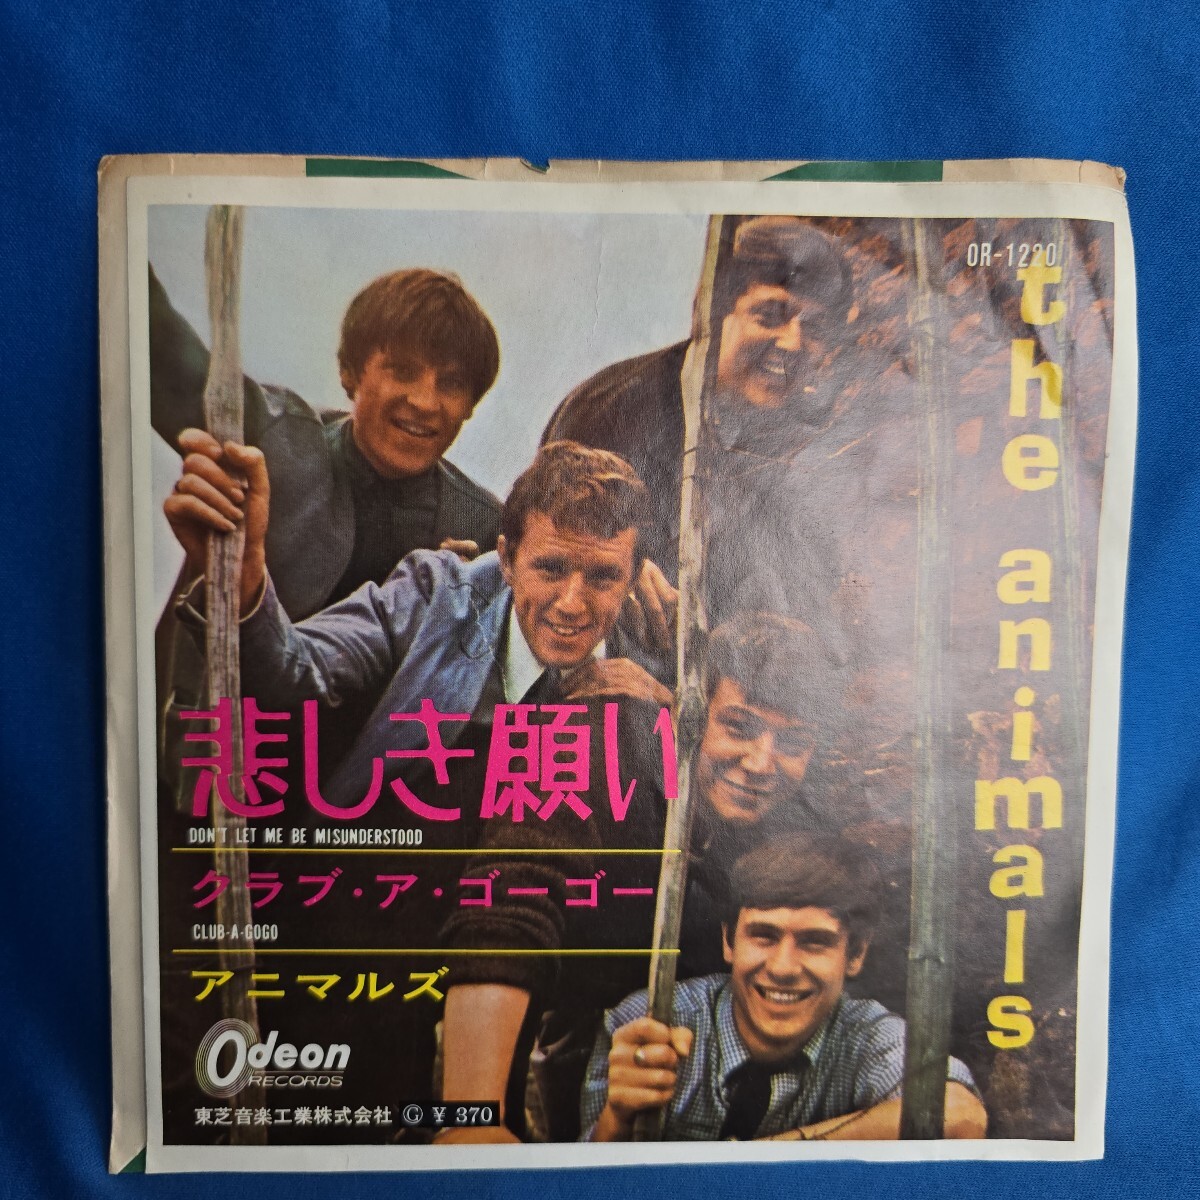 OR-1220
the animals
悲しき願い
DON'T LET ME BE MISUNDERSTOOD
クラブ・ア・ゴーゴー
CLUB-A-GOGO
アニマルズ
Odeon
RECORDS
東芝音楽工業株式会社 Ⓖ ¥ 370